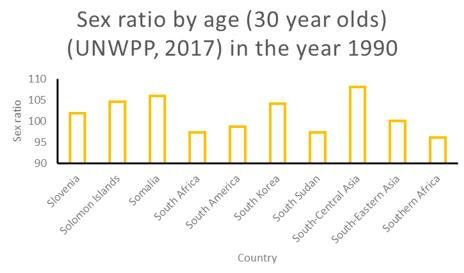 Sex ratio by age (30 year olds)
(UNWPP, 2017) in the year 1990
Sex ratio
110
105
100
95
90
Slovenia
Solomon Islands
Somalia
South Africa
South America
South Korea
South Sudan
South-Central Asia
South-Eastern Asia
Southern Africa
Country